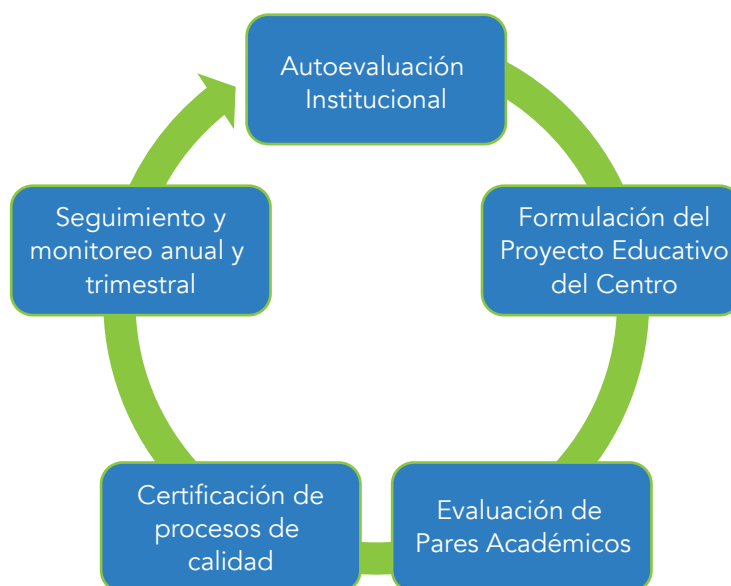 Autoevaluación
Institucional
Formulación del
Proyecto Educativo
del Centro
Evaluación de
Pares Académicos
Certificación de
procesos de
calidad
Seguimiento y
monitoreo anual y
trimestral